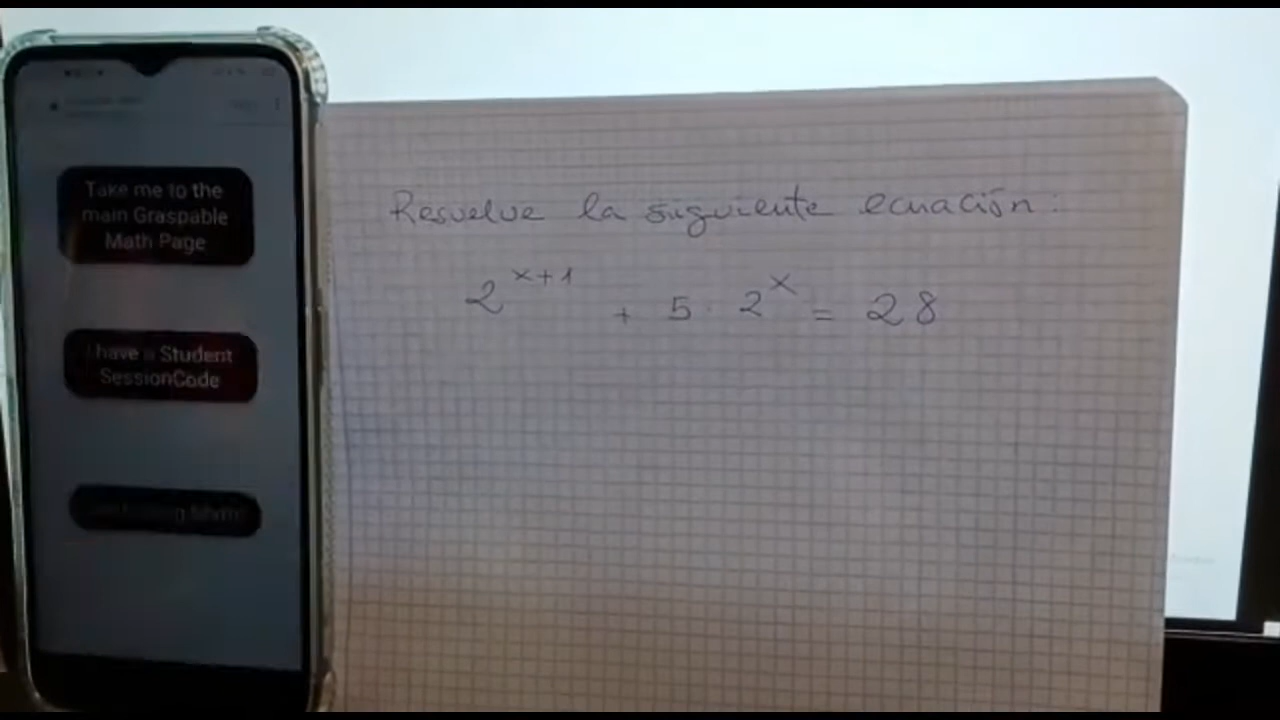 Take me to the
main Graspable
Math Page
I have a Student
SessionCode
Resuelve la siguiente ecuación:
2^{x+1} + 5 · 2^x = 28